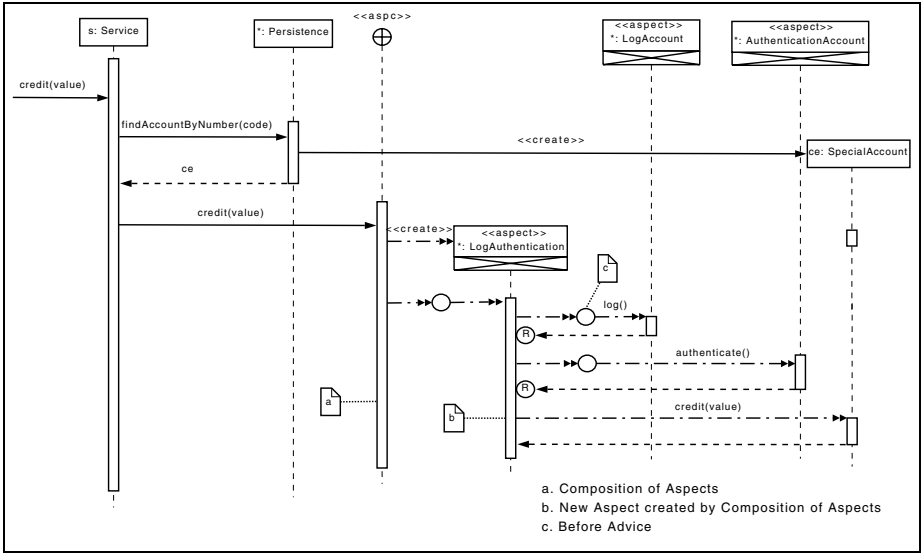 <<aspc>>
s: Service
*: Persistence
<<aspect>>
*: LogAccount
<<aspect>>
*: AuthenticationAccount
credit(value)
findAccountByNumber(code)
<<create>>
ce: SpecialAccount
ce
credit(value)
<<create>>
<<aspect>>
*: LogAuthentication
c
log()
R
authenticate()
R
a
b
credit(value)
a. Composition of Aspects
b. New Aspect created by Composition of Aspects
c. Before Advice